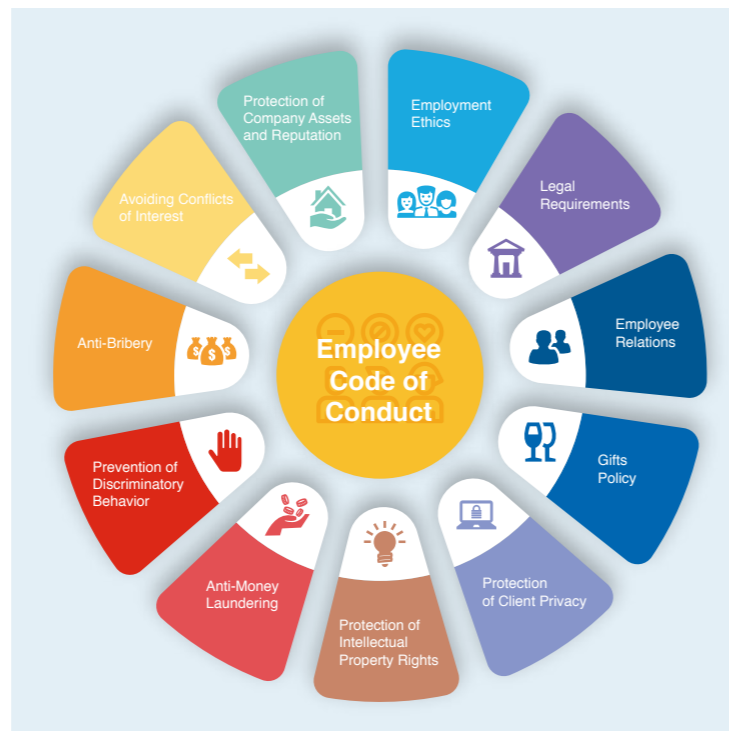 Employee
Code of
Conduct
Employment
Ethics
Legal
Requirements
Employee
Relations
Gifts
Policy
Protection
of Client Privacy
Protection of
Intellectual
Property Rights
Anti-Money
Laundering
Prevention of
Discriminatory
Behavior
Anti-Bribery
$ $ $
Avoiding Conflicts
of Interest
Protection of
Company Assets
and Reputation